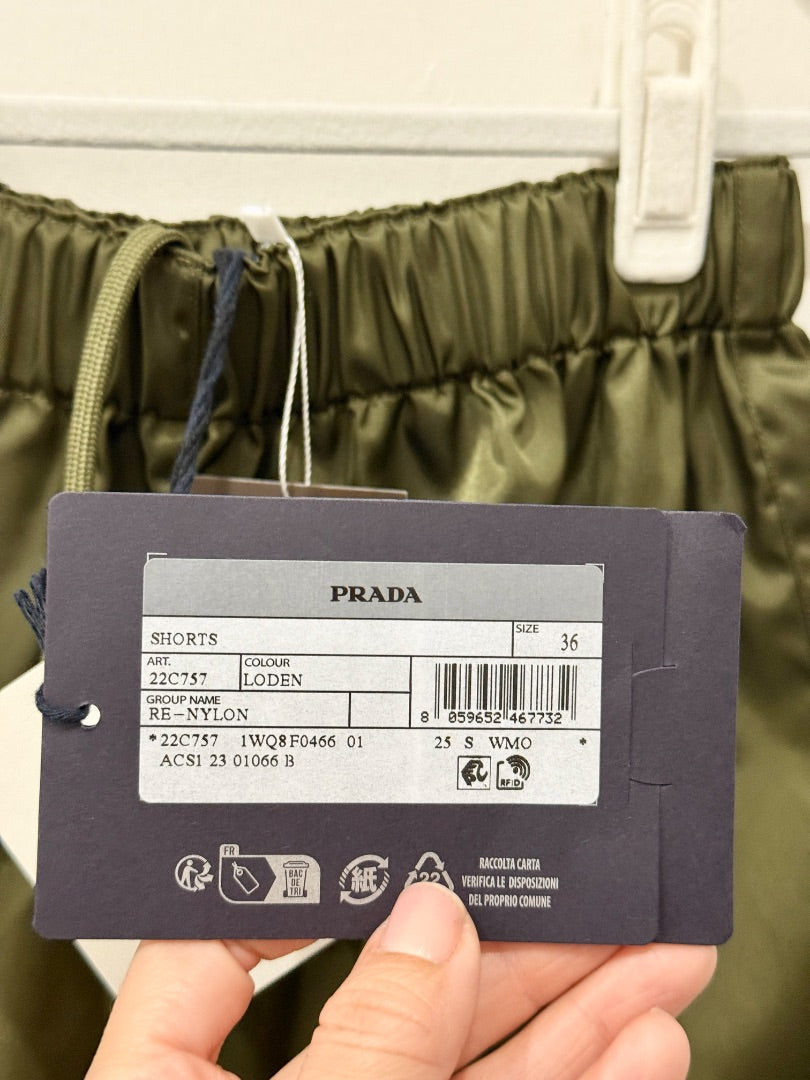 PRADA
SHORTS
SIZE
36
ART.
22C757
COLOUR
LODEN
GROUP NAME
RE-NYLON
8 059652 467732
*22C757 1WQ8 F0466 01 25 S WMO *
ACS1 23 01066 B
RFID
FR
BAC
DE
TRI
紙
22
RACCOLTA CARTA
VERIFICA LE DISPOSIZIONI
DEL PROPRIO COMUNE